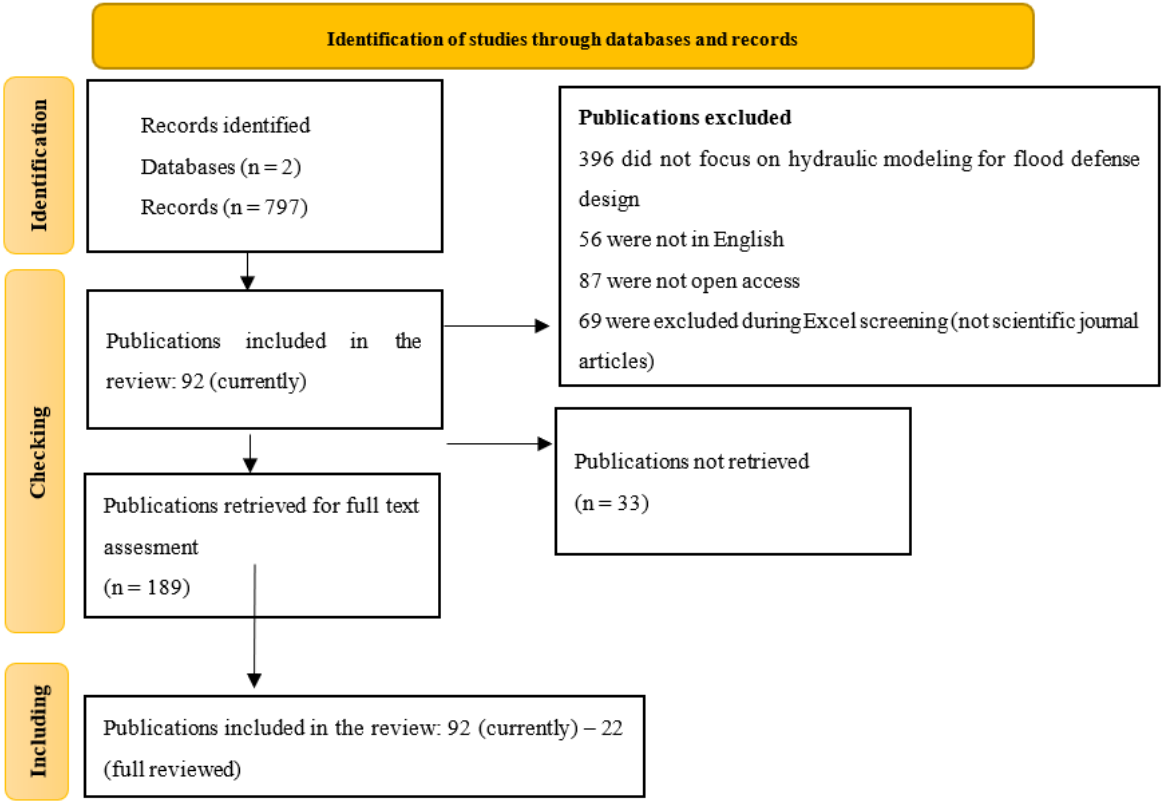 Identification of studies through databases and records
Identification
Records identified
Databases (n = 2)
Records (n = 797)
Publications excluded
396 did not focus on hydraulic modeling for flood defense
design
56 were not in English
87 were not open access
69 were excluded during Excel screening (not scientific journal
articles)
Checking
Publications included in the
review: 92 (currently)
Publications not retrieved
(n = 33)
Publications retrieved for full text
assesment
(n = 189)
Including
Publications included in the review: 92 (currently) – 22
(full reviewed)